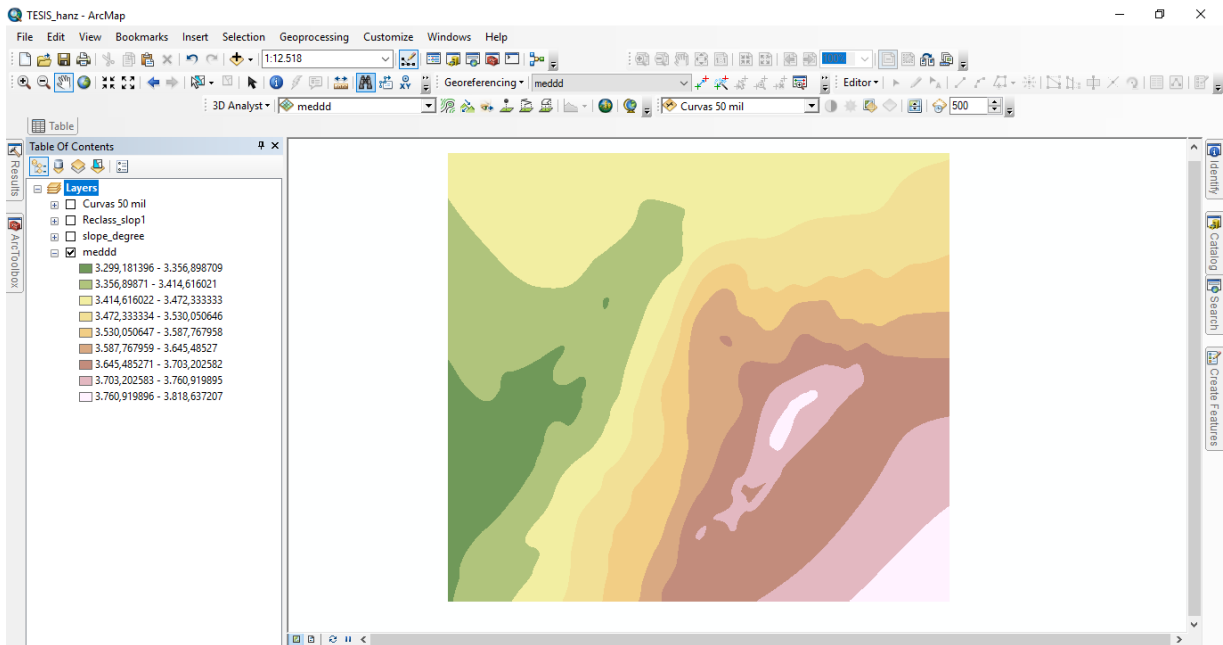 TESIS_hanz - ArcMap
File Edit View Bookmarks Insert Selection Geoprocessing Customize Windows Help
1:12.518
Georeferencing meddd Editor
3D Analyst meddd Curvas 50 mil 500
Table
Table Of Contents
Results
ArcToolbox
Layers
Curvas 50 mil
Reclass_slop1
slope_degree
meddd
3.299,181396 - 3.356,898709
3.356,89871 - 3.414,616021
3.414,616022 - 3.472,333333
3.472,333334 - 3.530,050646
3.530,050647 - 3.587,767958
3.587,767959 - 3.645,48527
3.645,485271 - 3.703,202582
3.703,202583 - 3.760,919895
3.760,919896 - 3.818,637207
Identify
Catalog
Search
Create Features